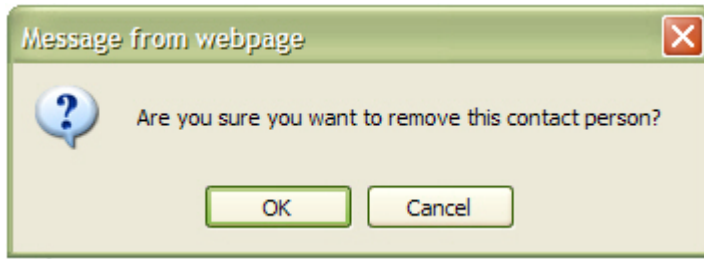 Message from webpage
Are you sure you want to remove this contact person?
OK Cancel